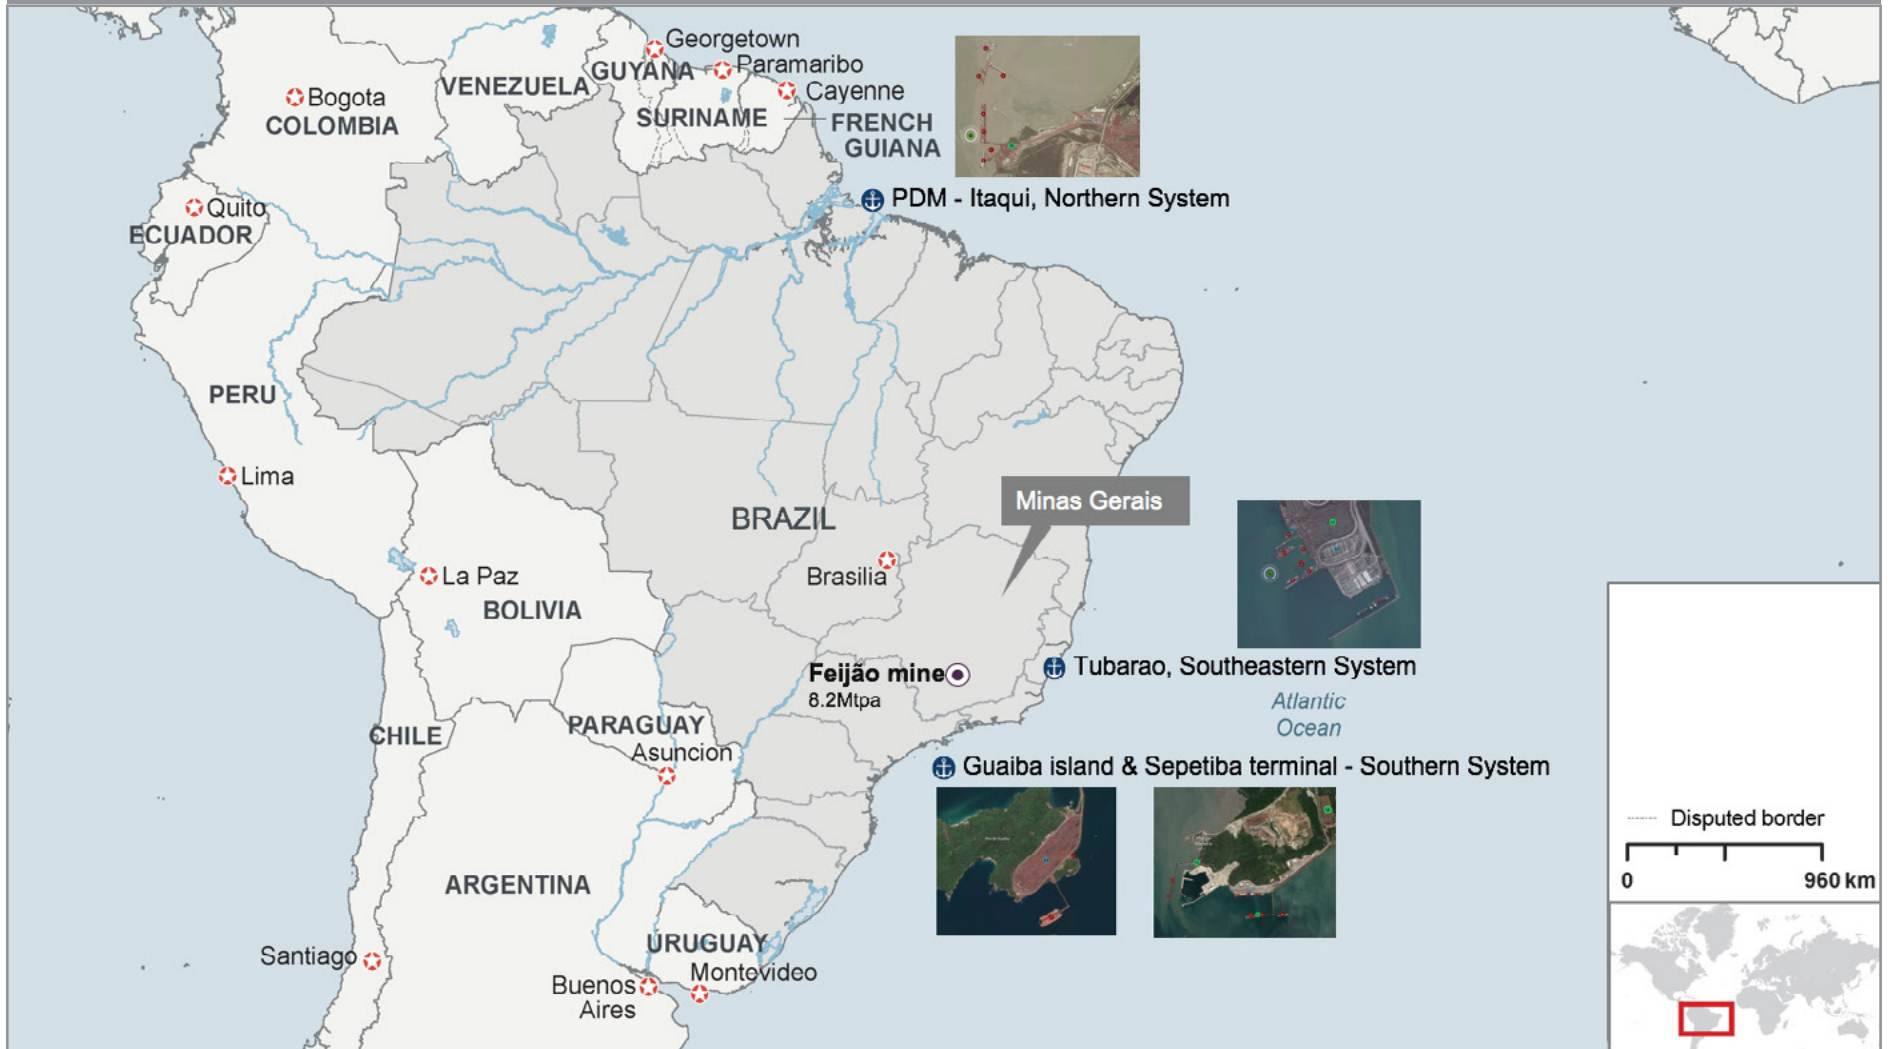 Georgetown
GUYANA
Paramaribo
VENEZUELA
Cayenne
Bogota
COLOMBIA
SURINAME
FRENCH
GUIANA
PDM - Itaqui, Northern System
Quito
ECUADOR
PERU
Lima
Minas Gerais
BRAZIL
Brasilia
La Paz
BOLIVIA
Feijão mine
8.2Mtpa
Tubarao, Southeastern System
Atlantic
Ocean
PARAGUAY
CHILE
Asuncion
Guaiba island & Sepetiba terminal - Southern System
Disputed border
0 960 km
ARGENTINA
URUGUAY
Santiago
Montevideo
Buenos
Aires